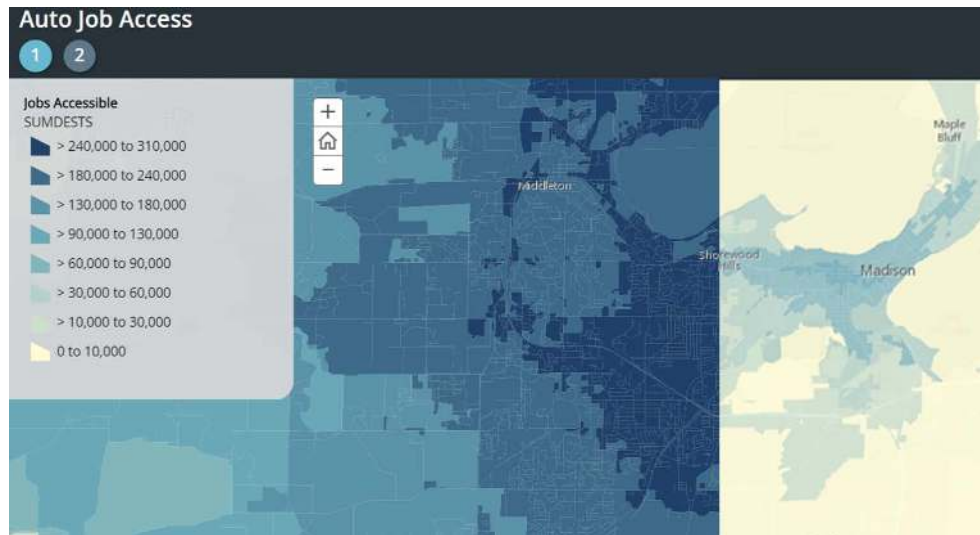 Auto Job Access
1 2
Jobs Accessible
SUMDESTS
> 240,000 to 310,000
> 180,000 to 240,000
> 130,000 to 180,000
> 90,000 to 130,000
> 60,000 to 90,000
> 30,000 to 60,000
> 10,000 to 30,000
0 to 10,000
+
−
Middleton
Maple
Bluff
Shorewood
Hills
Madison